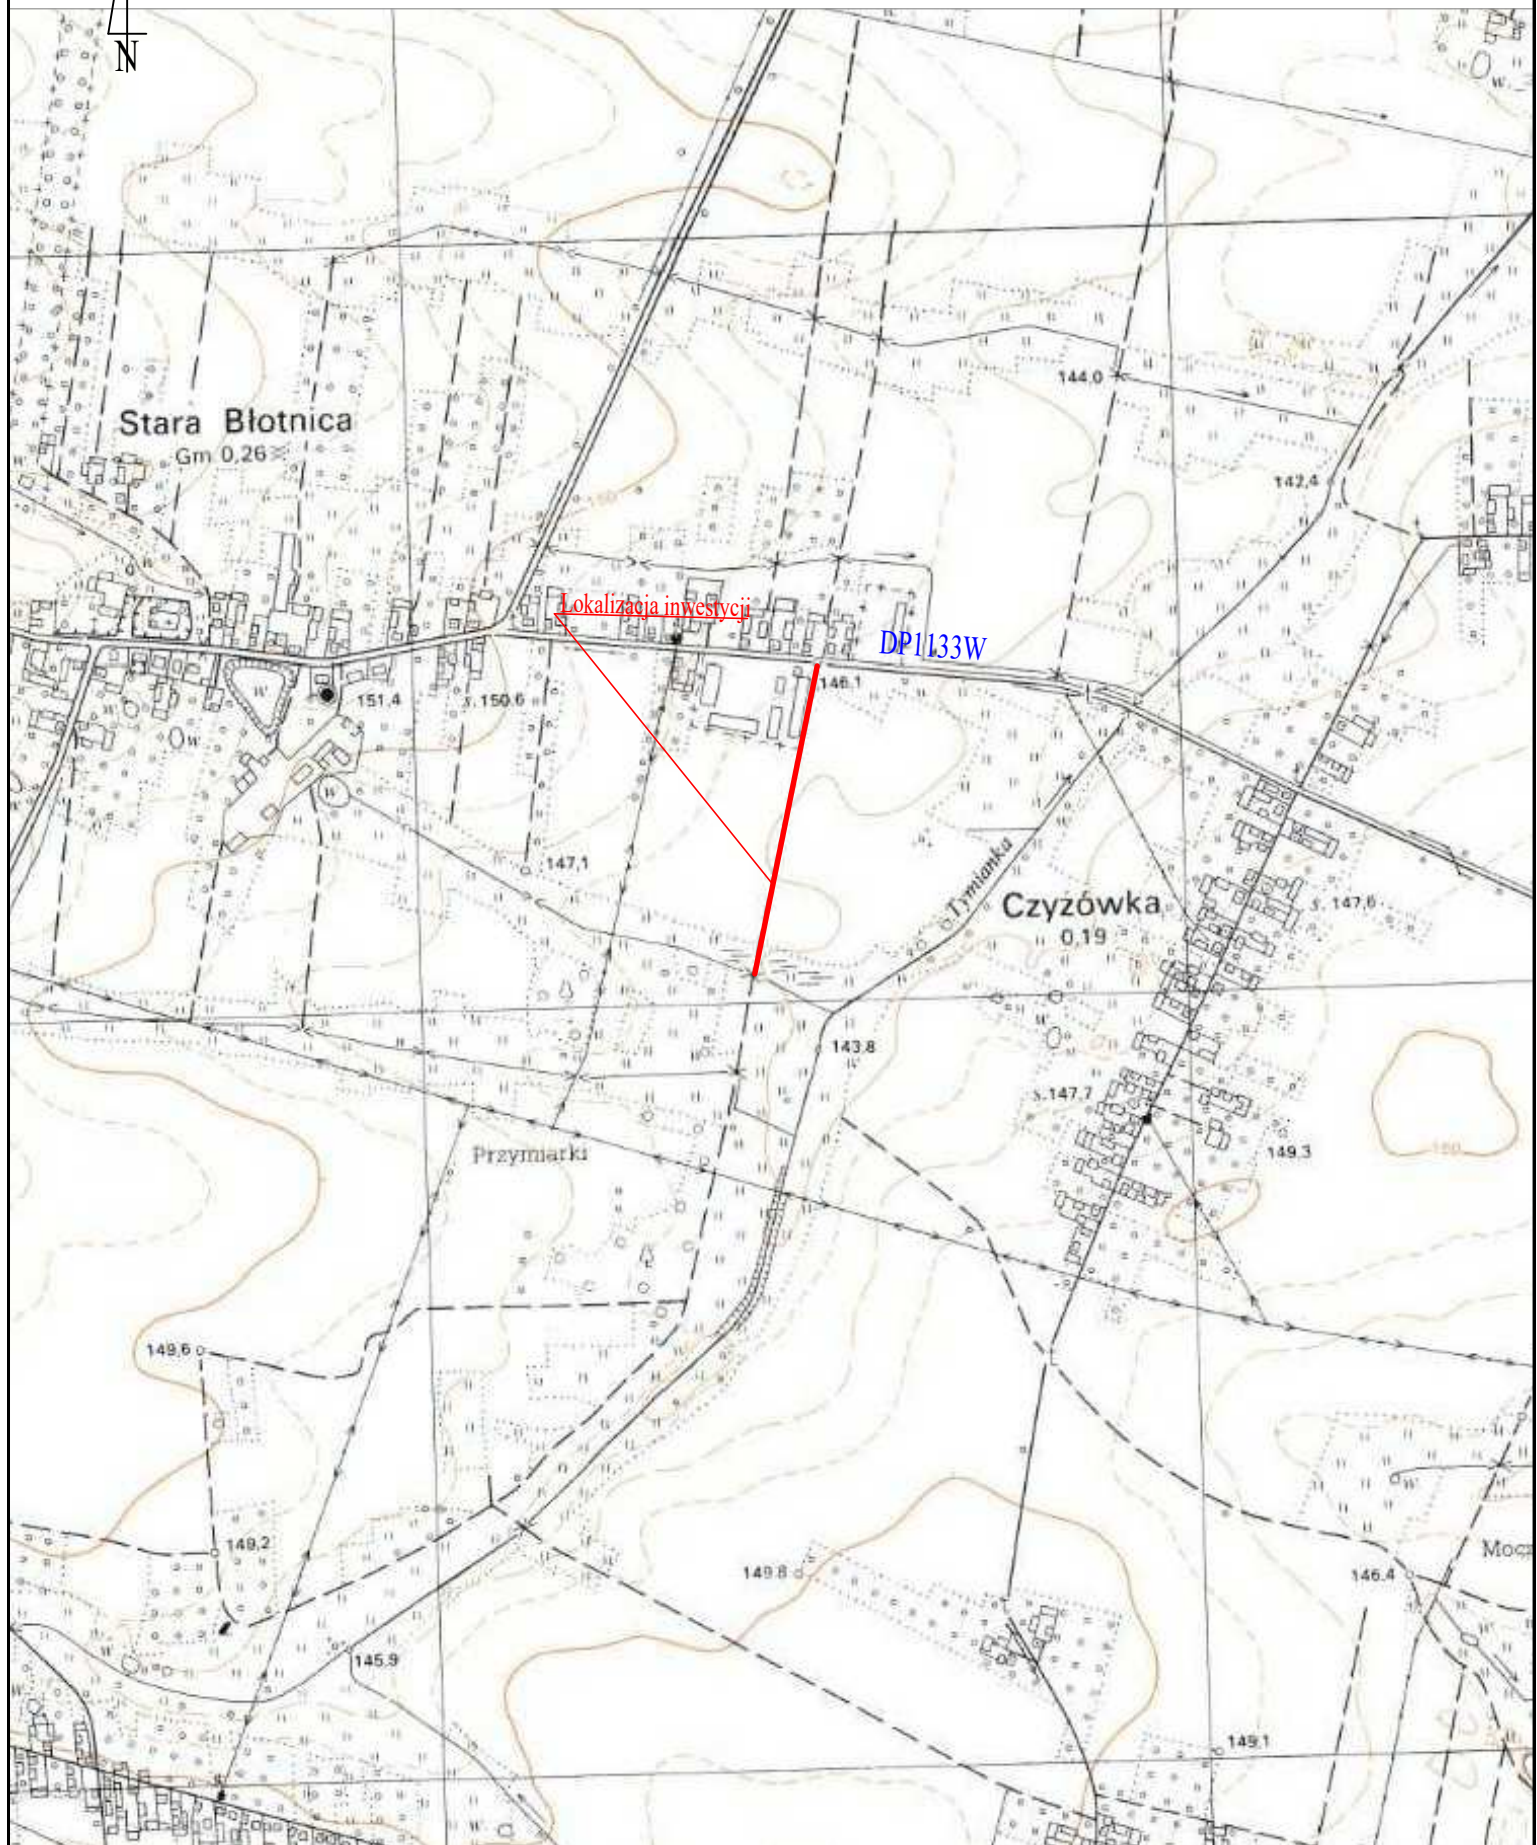 N
144.0
Stara Błotnica
Gm 0,26
142,4
Lokalizacja inwestycji
DP1133W
146.1
151.4
s. 150.6
W
W
W
147,1
Tymianka
Czyżówka
0,19
s. 147,6
W
143.8
s. 147.7
149.3
Przymiarki
150
149,6
W
149,2
149.8
146.4
Mocz
W
W
145.9
149.1
W